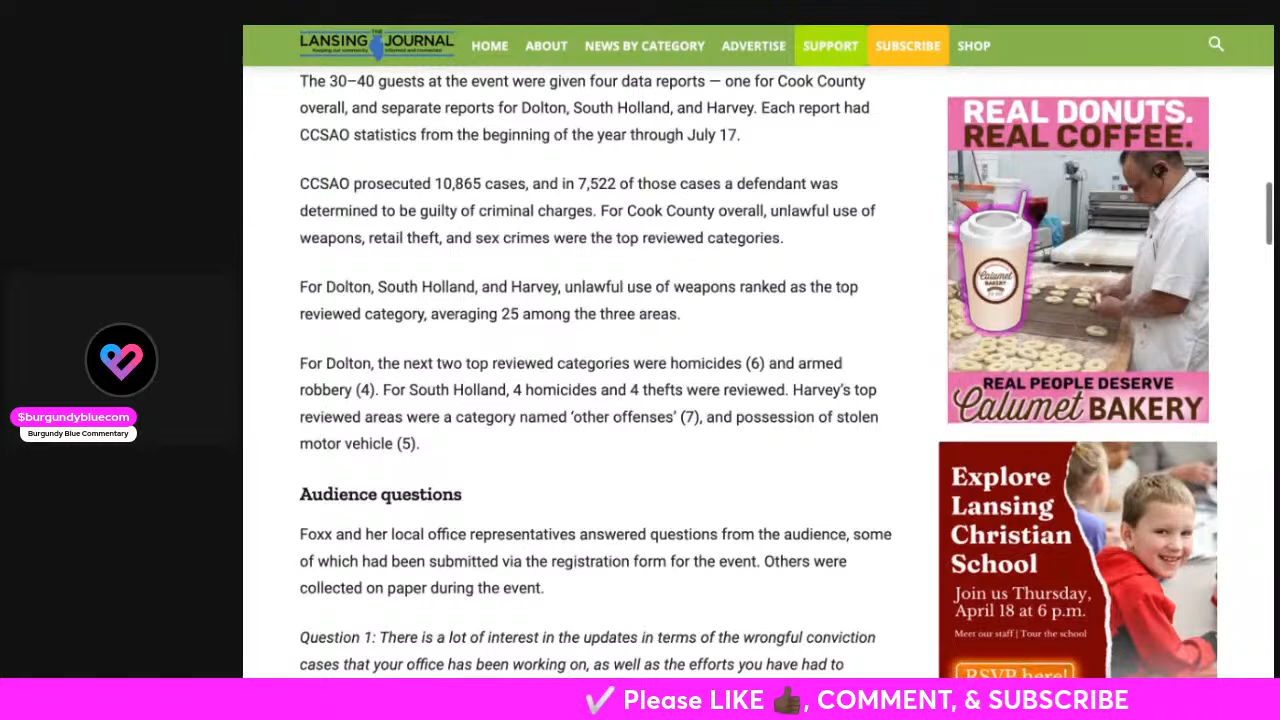 THE
LANSING JOURNAL
Keeping our community informed and connected
HOME ABOUT NEWS BY CATEGORY ADVERTISE SUPPORT SUBSCRIBE SHOP
The 30–40 guests at the event were given four data reports — one for Cook County
overall, and separate reports for Dolton, South Holland, and Harvey. Each report had
CCSAO statistics from the beginning of the year through July 17.
CCSAO prosecuted 10,865 cases, and in 7,522 of those cases a defendant was
determined to be guilty of criminal charges. For Cook County overall, unlawful use of
weapons, retail theft, and sex crimes were the top reviewed categories.
For Dolton, South Holland, and Harvey, unlawful use of weapons ranked as the top
reviewed category, averaging 25 among the three areas.
For Dolton, the next two top reviewed categories were homicides (6) and armed
robbery (4). For South Holland, 4 homicides and 4 thefts were reviewed. Harvey's top
reviewed areas were a category named 'other offenses' (7), and possession of stolen
motor vehicle (5).
Audience questions
Foxx and her local office representatives answered questions from the audience, some
of which had been submitted via the registration form for the event. Others were
collected on paper during the event.
Question 1: There is a lot of interest in the updates in terms of the wrongful conviction
cases that your office has been working on, as well as the efforts you have had to
REAL DONUTS.
REAL COFFEE.
Calumet
BAKERY
REAL PEOPLE DESERVE
Calumet BAKERY
Explore
Lansing
Christian
School
Join us Thursday,
April 18 at 6 p.m.
Meet our staff | Tour the school
RSVP here!
$burgundybluecom
Burgundy Blue Commentary
Please LIKE , COMMENT, & SUBSCRIBE